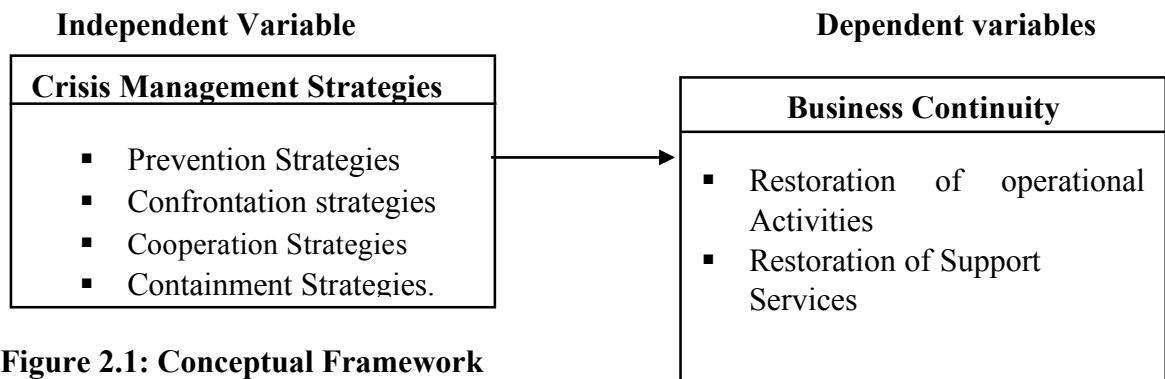 Independent Variable
Crisis Management Strategies
▪ Prevention Strategies
▪ Confrontation strategies
▪ Cooperation Strategies
▪ Containment Strategies.
Dependent variables
Business Continuity
▪ Restoration of operational
Activities
▪ Restoration of Support
Services
Figure 2.1: Conceptual Framework